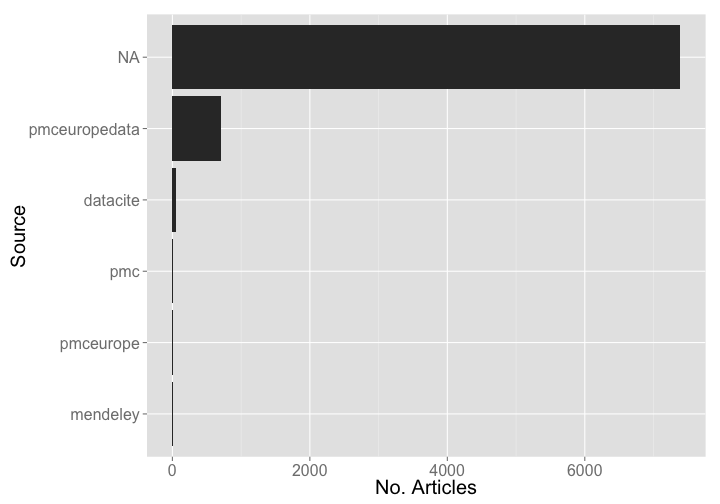 NA
pmceuropedata
datacite
pmc
pmceurope
mendeley
Source
0 2000 4000 6000
No. Articles